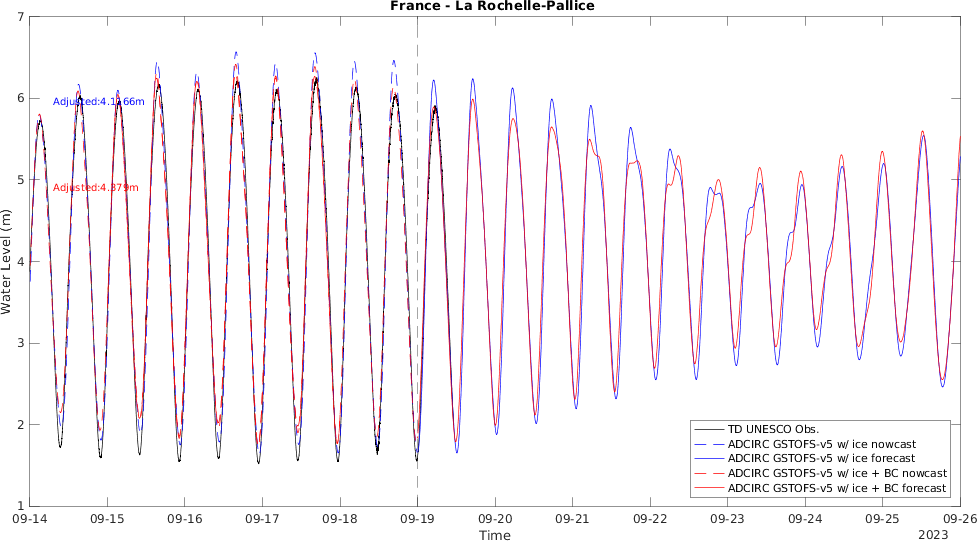 France - La Rochelle-Pallice
7
6
5
4
3
2
1
Water Level (m)
Adjusted:4.1166m
Adjusted:4.379m
TD UNESCO Obs.
ADCIRC GSTOFS-v5 w/ ice nowcast
ADCIRC GSTOFS-v5 w/ ice forecast
ADCIRC GSTOFS-v5 w/ ice + BC nowcast
ADCIRC GSTOFS-v5 w/ ice + BC forecast
09-14 09-15 09-16 09-17 09-18 09-19 09-20 09-21 09-22 09-23 09-24 09-25 09-26
Time
2023